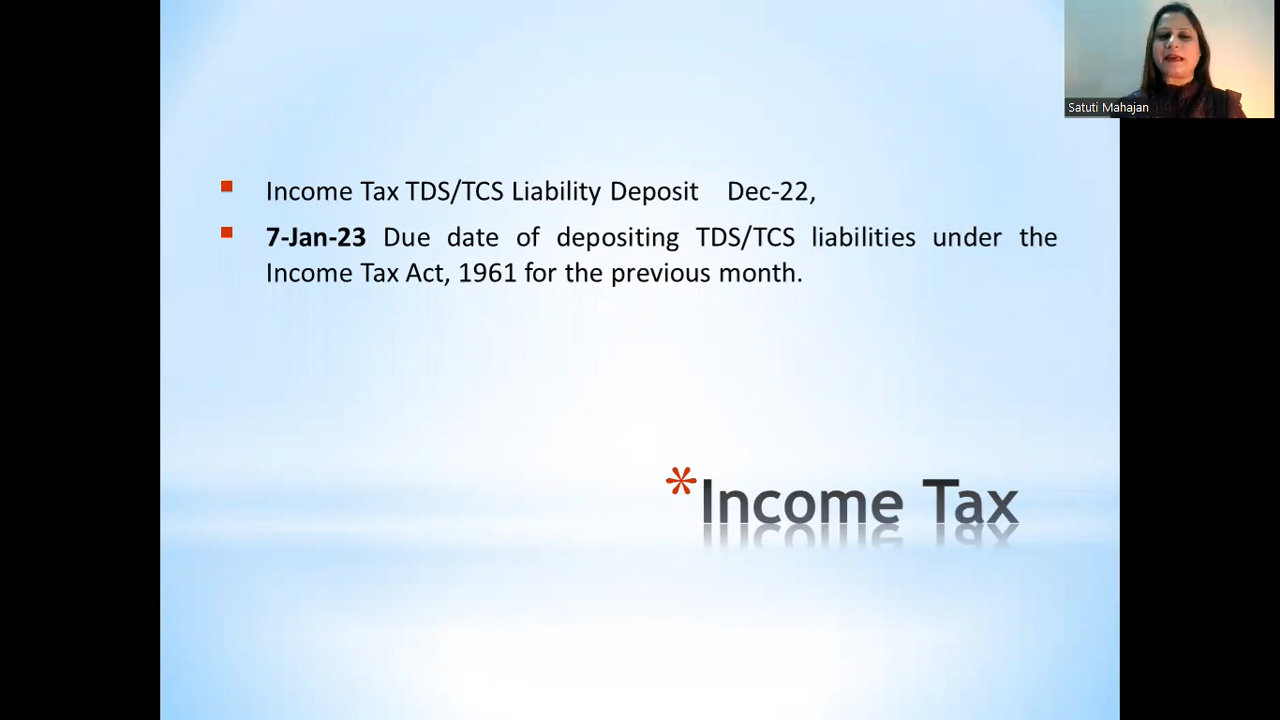 Satuti Mahajan
Income Tax TDS/TCS Liability Deposit Dec-22,
7-Jan-23 Due date of depositing TDS/TCS liabilities under the
Income Tax Act, 1961 for the previous month.
*Income Tax